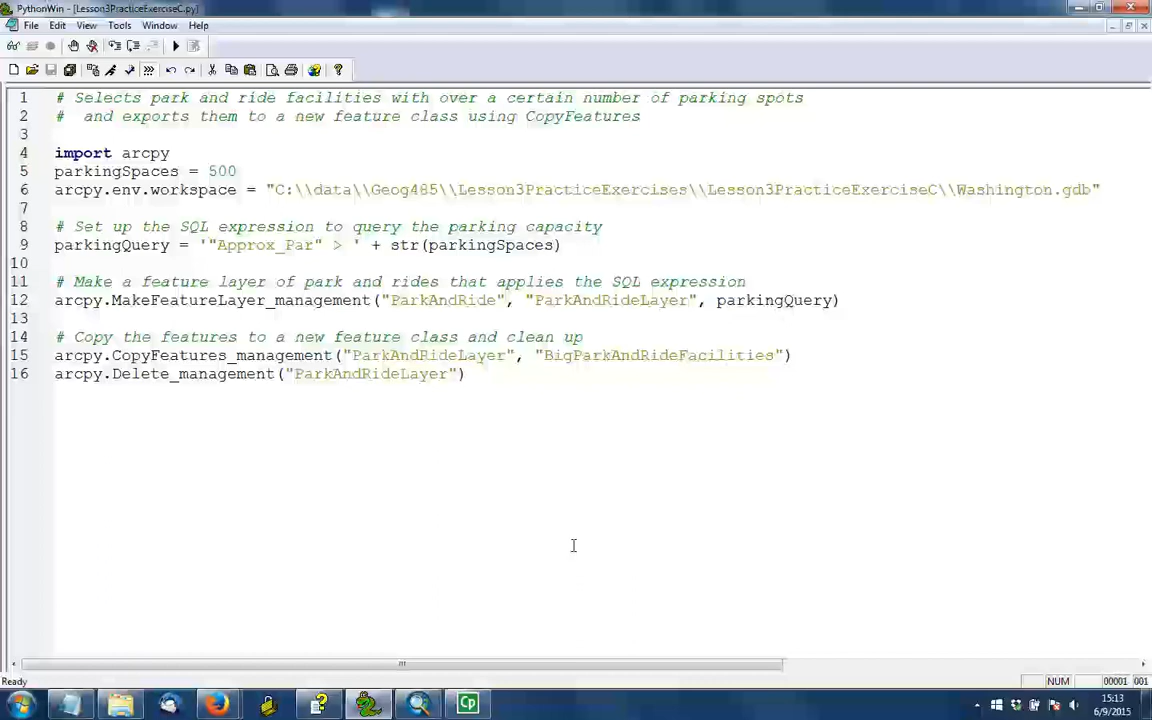 PythonWin - [Lesson3PracticeExerciseC.py]
File Edit View Tools Window Help
1 # Selects park and ride facilities with over a certain number of parking spots
2 #  and exports them to a new feature class using CopyFeatures
3
4 import arcpy
5 parkingSpaces = 500
6 arcpy.env.workspace = "C:\\data\\Geog485\\Lesson3PracticeExercises\\Lesson3PracticeExerciseC\\Washington.gdb"
7
8 # Set up the SQL expression to query the parking capacity
9 parkingQuery = '"Approx_Par" > ' + str(parkingSpaces)
10
11 # Make a feature layer of park and rides that applies the SQL expression
12 arcpy.MakeFeatureLayer_management("ParkAndRide", "ParkAndRideLayer", parkingQuery)
13
14 # Copy the features to a new feature class and clean up
15 arcpy.CopyFeatures_management("ParkAndRideLayer", "BigParkAndRideFacilities")
16 arcpy.Delete_management("ParkAndRideLayer")
Ready NUM 00001 001
Cp
15:13
6/9/2015